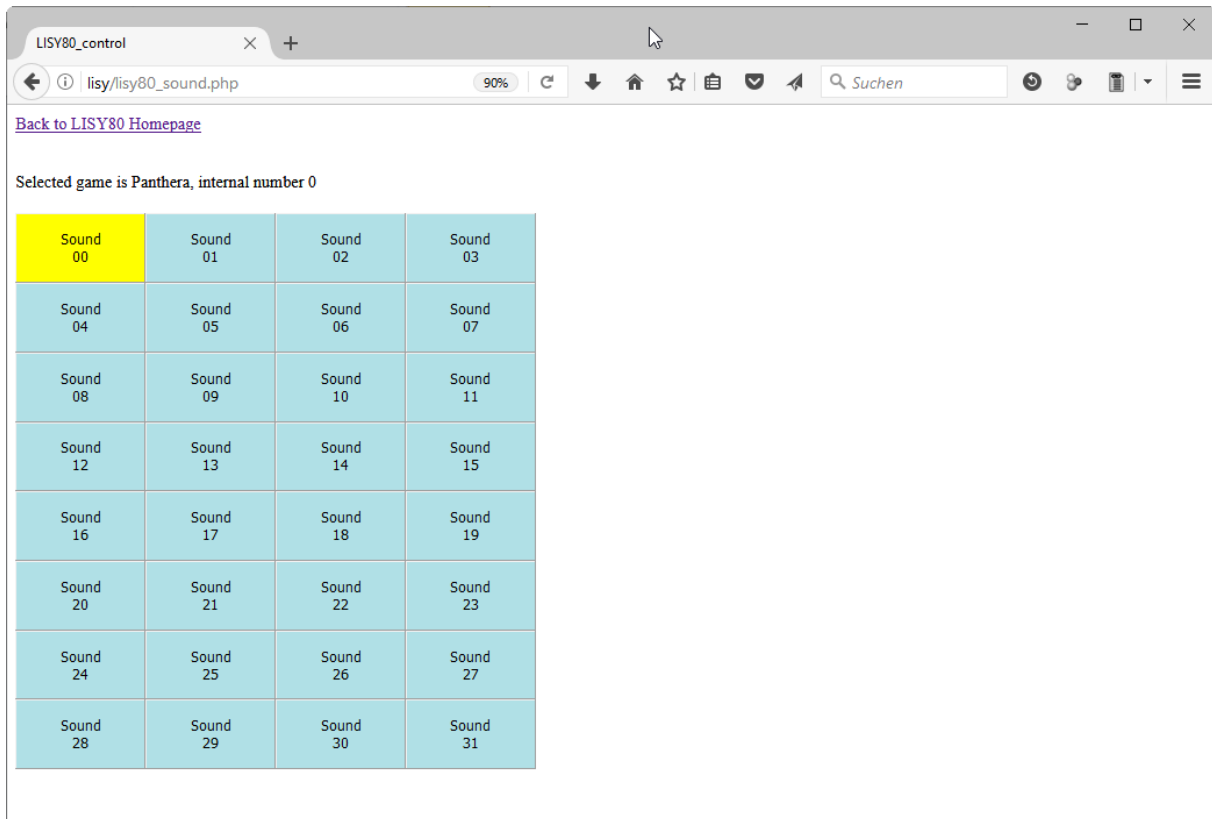 LISY80_control
lisy/lisy80_sound.php 90% Suchen
Back to LISY80 Homepage
Selected game is Panthera, internal number 0
Sound Sound Sound Sound
00 01 02 03
Sound Sound Sound Sound
04 05 06 07
Sound Sound Sound Sound
08 09 10 11
Sound Sound Sound Sound
12 13 14 15
Sound Sound Sound Sound
16 17 18 19
Sound Sound Sound Sound
20 21 22 23
Sound Sound Sound Sound
24 25 26 27
Sound Sound Sound Sound
28 29 30 31